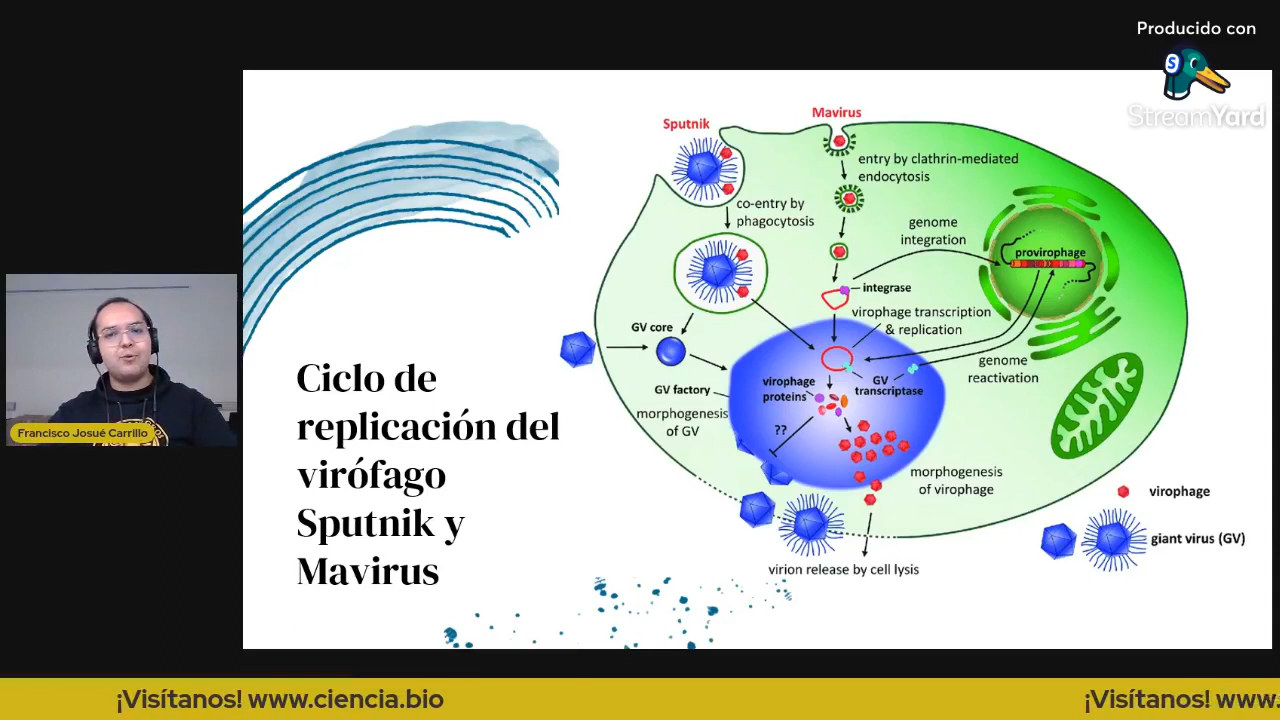 Producido con
StreamYard
Sputnik
Mavirus
entry by clathrin-mediated
endocytosis
co-entry by
phagocytosis
genome
integration
provirophage
integrase
virophage transcription
& replication
GV core
genome
reactivation
GV factory
virophage
proteins
GV
transcriptase
morphogenesis
of GV
??
morphogenesis
of virophage
virophage
giant virus (GV)
virion release by cell lysis
Ciclo de
replicación del
virófago
Sputnik y
Mavirus
Francisco Josué Carrillo
¡Visítanos! www.ciencia.bio
¡Visítanos! www.